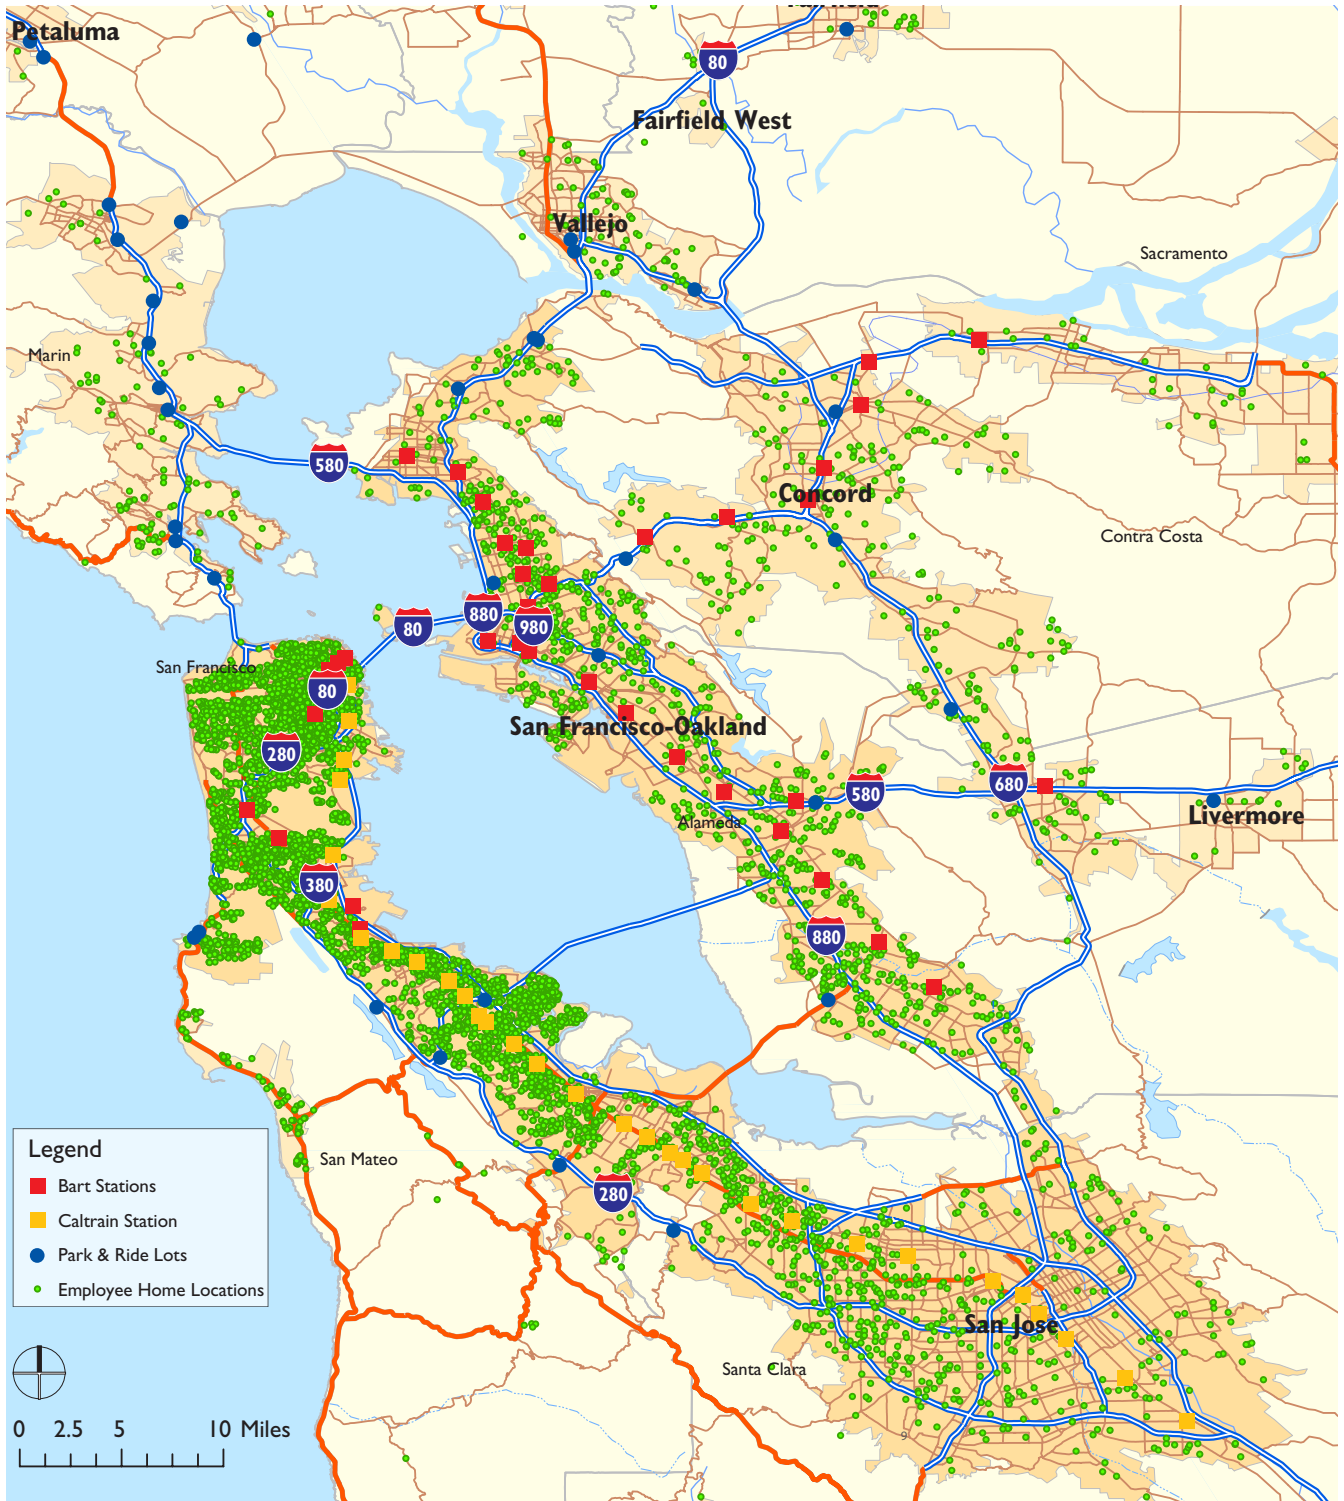 Petaluma
Fairfield
80
Fairfield West
Vallejo
Sacramento
Marin
580
Concord
Contra Costa
80
880
980
San Francisco
80
San Francisco-Oakland
280
580
680
Livermore
Alameda
380
880
Legend
Bart Stations
Caltrain Station
Park & Ride Lots
Employee Home Locations
San Mateo
280
San Jose
Santa Clara
0 2.5 5 10 Miles
9